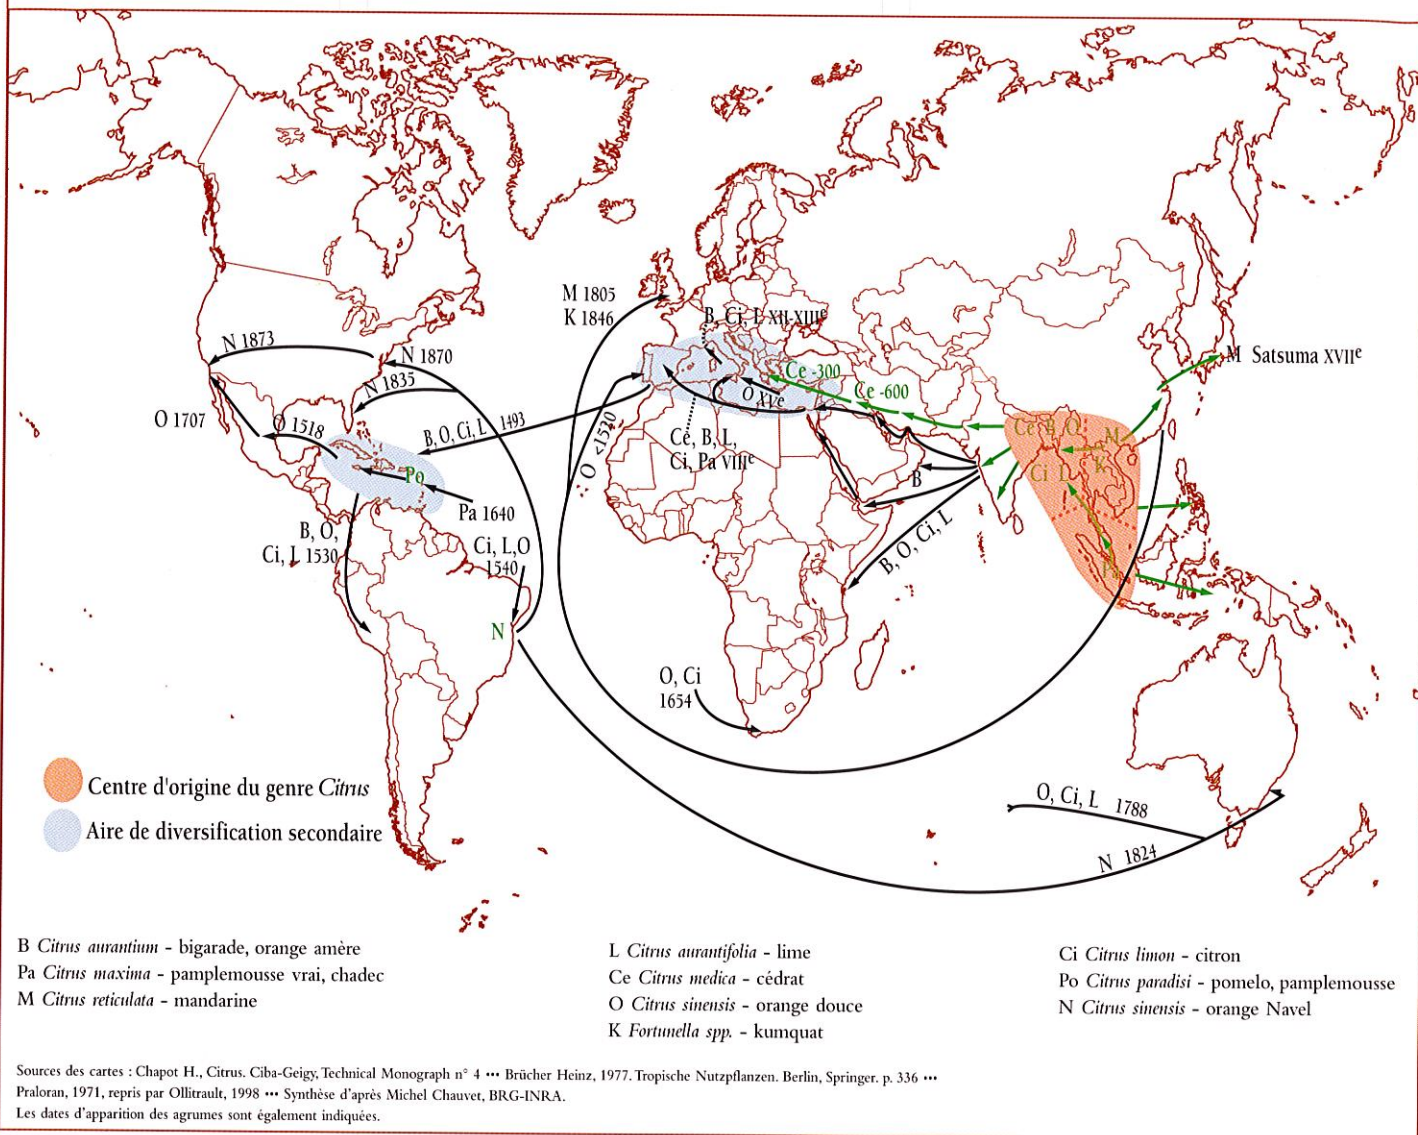 M 1805
K 1846
B, Ci, L XII-XIIIe
N 1873
N 1870
N 1835
Ce -300
Ce -600
M Satsuma XVIIe
O 1707
O 1518
B, O, Ci, L 1493
O <1520
O XVe
Ce, B, L,
Ci, Pa VIIIe
Ce B O
M
Ci L
K
Pa
B
Po
Pa 1640
B, O,
Ci, L 1530
Ci, L,O
1540
B, O, Ci, L
N
O, Ci
1654
O, Ci, L 1788
N 1824
Centre d'origine du genre Citrus
Aire de diversification secondaire
B Citrus aurantium - bigarade, orange amère
Pa Citrus maxima - pamplemousse vrai, chadec
M Citrus reticulata - mandarine
L Citrus aurantifolia - lime
Ce Citrus medica - cédrat
O Citrus sinensis - orange douce
K Fortunella spp. - kumquat
Ci Citrus limon - citron
Po Citrus paradisi - pomelo, pamplemousse
N Citrus sinensis - orange Navel
Sources des cartes : Chapot H., Citrus. Ciba-Geigy, Technical Monograph n° 4 ••• Brücher Heinz, 1977. Tropische Nutzpflanzen. Berlin, Springer. p. 336 •••
Praloran, 1971, repris par Ollitrault, 1998 ••• Synthèse d'après Michel Chauvet, BRG-INRA.
Les dates d'apparition des agrumes sont également indiquées.